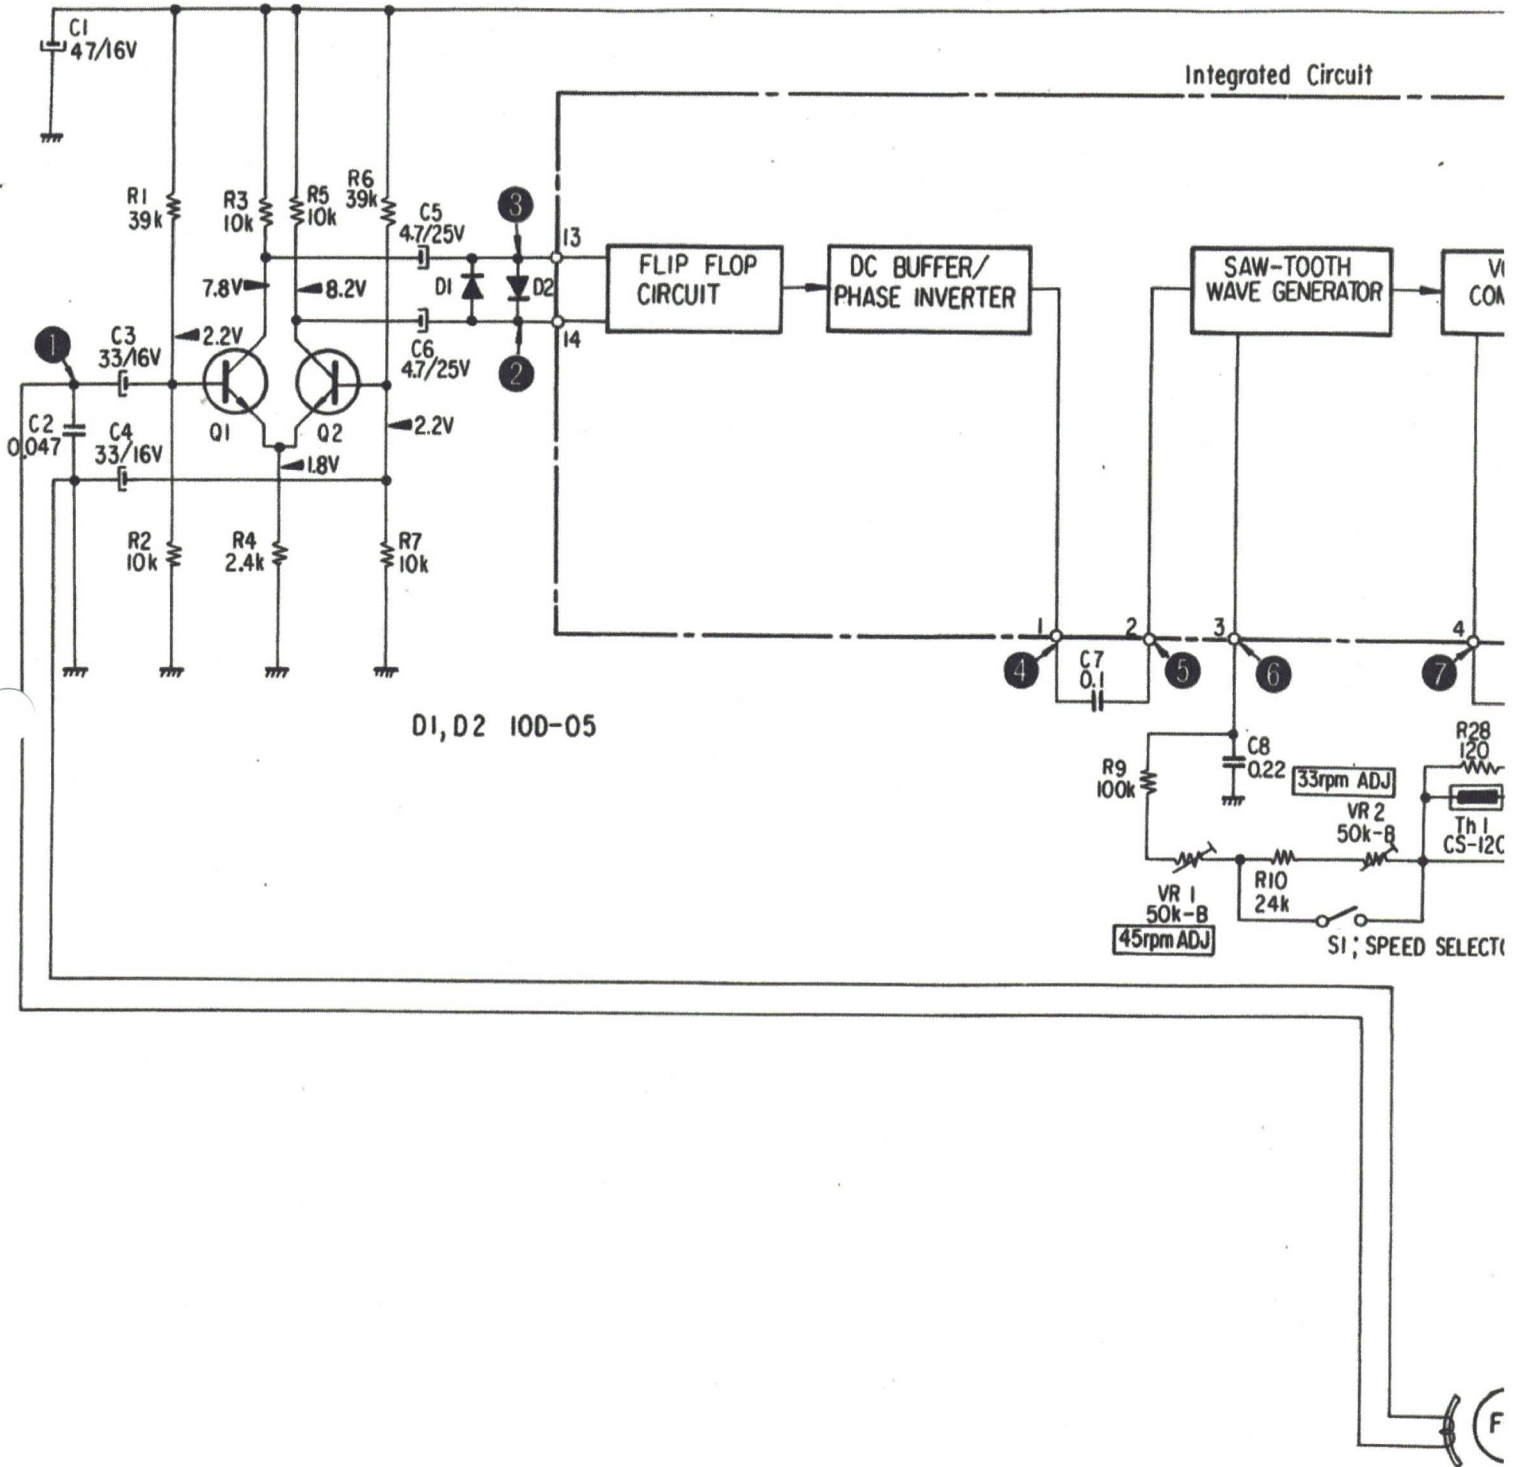 C1
47/16V
Integrated Circuit
R1
39k
R3
10k
R5
10k
R6
39k
C5
4.7/25V
3
13
FLIP FLOP
CIRCUIT
DC BUFFER/
PHASE INVERTER
SAW-TOOTH
WAVE GENERATOR
7.8V
8.2V
D1
D2
2.2V
14
1
C3
33/16V
C6
4.7/25V
2
C2
0.047
C4
33/16V
Q1
Q2
2.2V
1.8V
R2
10k
R4
2.4k
R7
10k
1
2
3
4
4
5
6
7
C7
0.1
D1, D2 10D-05
R9
100k
C8
0.22
33rpm ADJ
R28
120
VR 2
50k-B
Th 1
VR 1
50k-B
45rpm ADJ
R10
24k
S1; SPEED
F